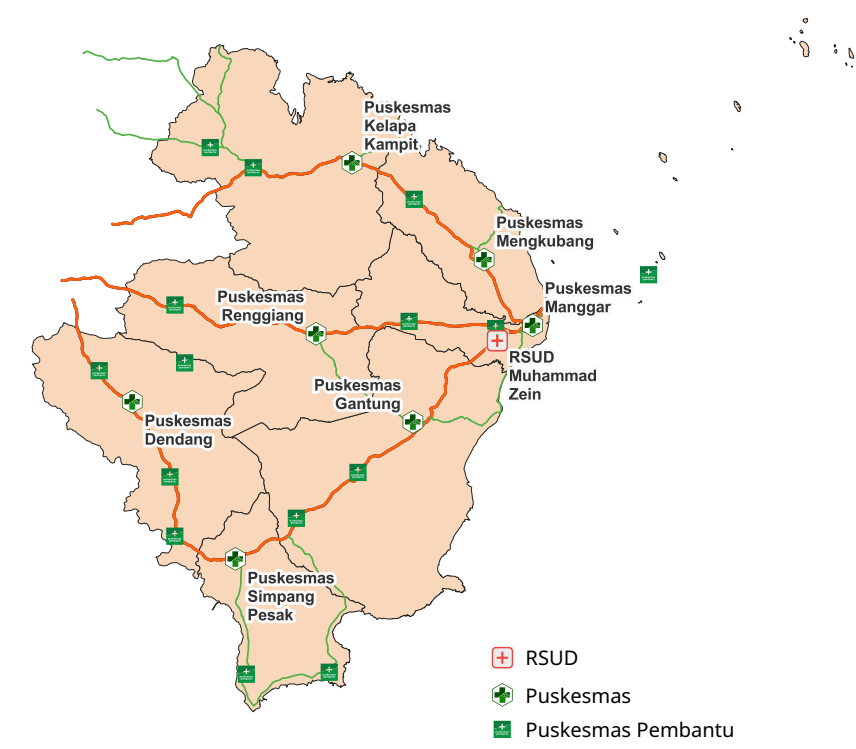 Puskesmas
Kelapa
Kampit
Puskesmas
Mengkubang
Puskesmas
Manggar
Puskesmas
Renggiang
RSUD
Muhammad
Zein
Puskesmas
Gantung
Puskesmas
Dendang
Puskesmas
Simpang
Pesak
RSUD
Puskesmas
Puskesmas Pembantu